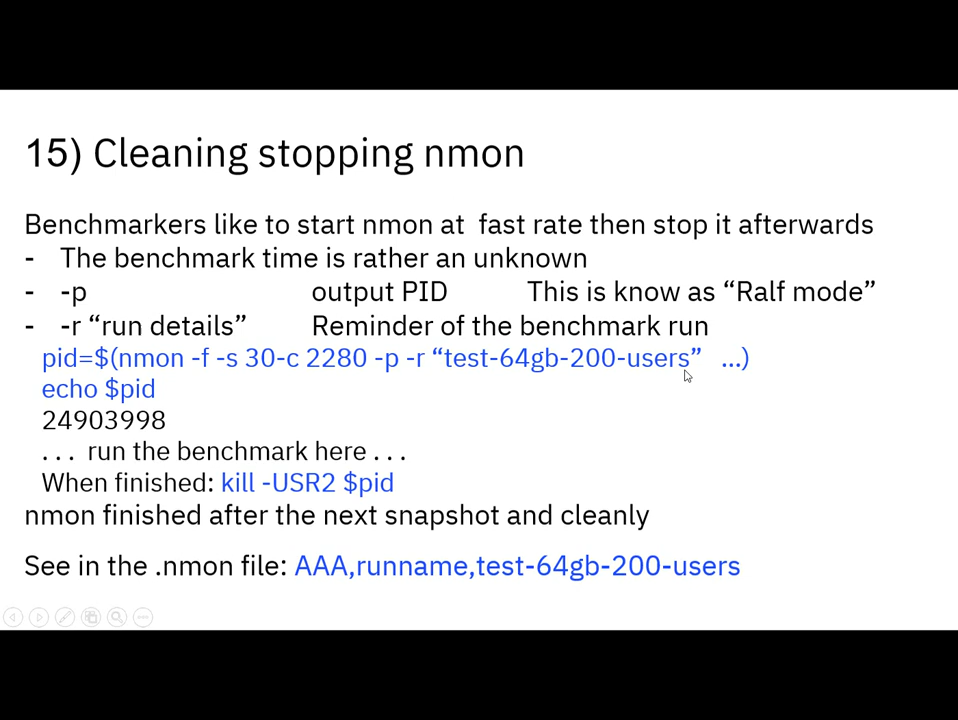 15) Cleaning stopping nmon
Benchmarkers like to start nmon at  fast rate then stop it afterwards
- The benchmark time is rather an unknown
- -p output PID This is know as “Ralf mode”
- -r “run details” Reminder of the benchmark run
pid=$(nmon -f -s 30-c 2280 -p -r “test-64gb-200-users” ...)
echo $pid
24903998
. . . run the benchmark here . . .
When finished: kill -USR2 $pid
nmon finished after the next snapshot and cleanly
See in the .nmon file: AAA,runname,test-64gb-200-users